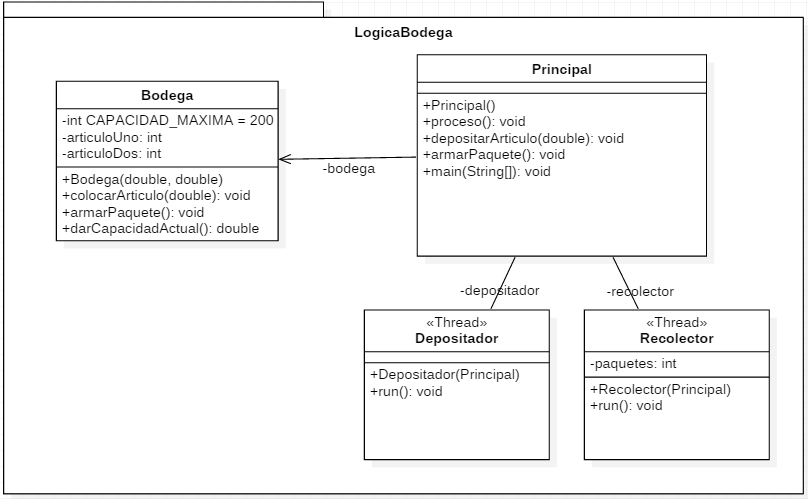 LogicaBodega
Bodega
-int CAPACIDAD_MAXIMA = 200
-articuloUno: int
-articuloDos: int
+Bodega(double, double)
+colocarArticulo(double): void
+armarPaquete(): void
+darCapacidadActual(): double
-bodega
Principal
+Principal()
+proceso(): void
+depositarArticulo(double): void
+armarPaquete(): void
+main(String[]): void
-depositador
-recolector
«Thread»
Depositador
+Depositador(Principal)
+run(): void
«Thread»
Recolector
-paquetes: int
+Recolector(Principal)
+run(): void